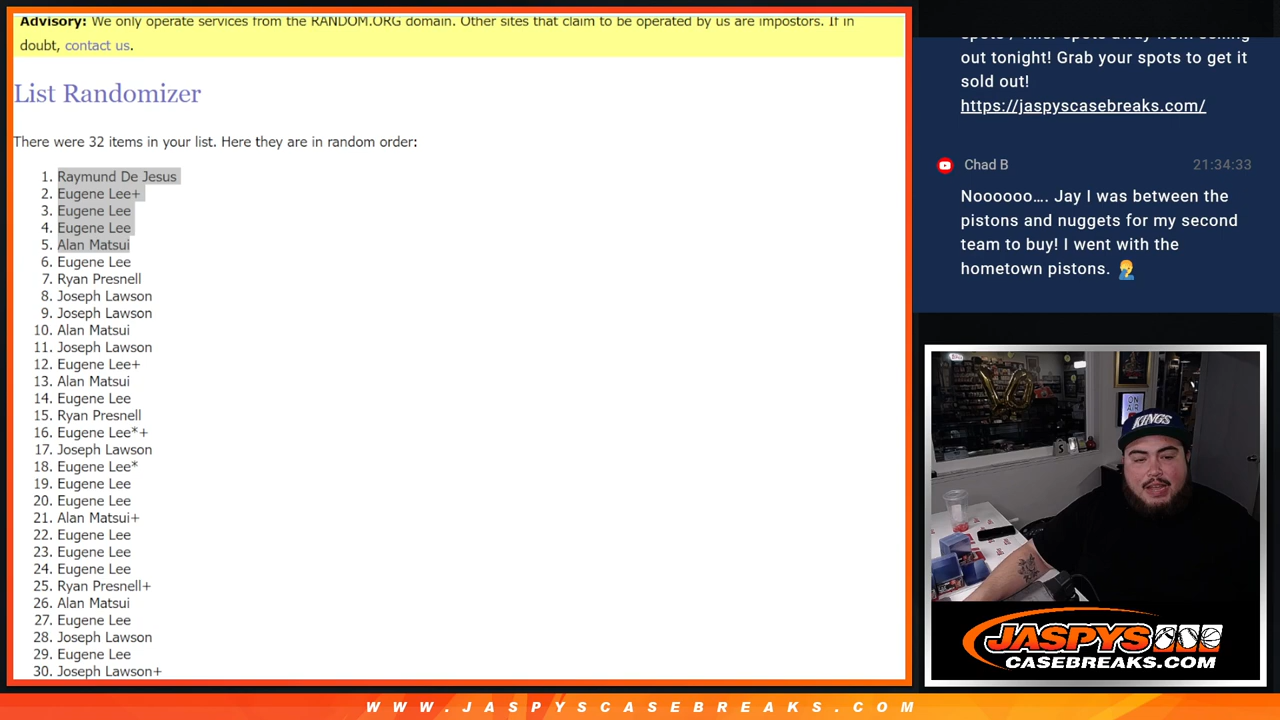 Advisory: We only operate services from the RANDOM.ORG domain. Other sites that claim to be operated by us are impostors. If in
doubt, contact us.
List Randomizer
There were 32 items in your list. Here they are in random order:
1. Raymund De Jesus
2. Eugene Lee+
3. Eugene Lee
4. Eugene Lee
5. Alan Matsui
6. Eugene Lee
7. Ryan Presnell
8. Joseph Lawson
9. Joseph Lawson
10. Alan Matsui
11. Joseph Lawson
12. Eugene Lee+
13. Alan Matsui
14. Eugene Lee
15. Ryan Presnell
16. Eugene Lee*+
17. Joseph Lawson
18. Eugene Lee*
19. Eugene Lee
20. Eugene Lee
21. Alan Matsui+
22. Eugene Lee
23. Eugene Lee
24. Eugene Lee
25. Ryan Presnell+
26. Alan Matsui
27. Eugene Lee
28. Joseph Lawson
29. Eugene Lee
30. Joseph Lawson+
out tonight! Grab your spots to get it
sold out!
https://jaspyscasebreaks.com/
Chad B 21:34:33
Noooooo.... Jay I was between the
pistons and nuggets for my second
team to buy! I went with the
hometown pistons. 🤦‍♂️
ON
AIR
KINGS
JASPYS
CASEBREAKS.COM
WWW.JASPYSCASEBREAKS.COM